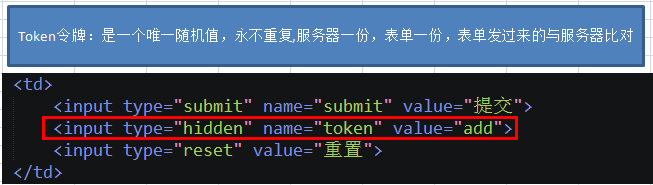 Token令牌：是一个唯一随机值，永不重复,服务器一份，表单一份，表单发过来的与服务器比对
<td>
<input type="submit" name="submit" value="提交">
<input type="hidden" name="token" value="add">
<input type="reset" value="重置">
</td>